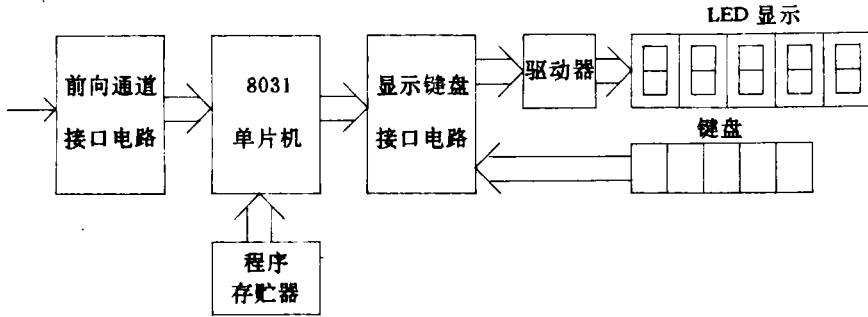 LED 显示
前向通道
接口电路
8031
单片机
显示键盘
接口电路
驱动器
键盘
程序
存贮器